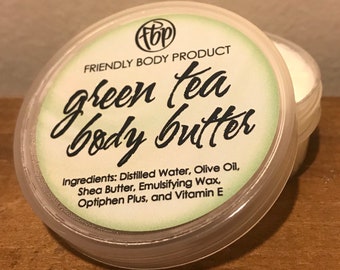 fbp
FRIENDLY BODY PRODUCT
green tea
body butter
Ingredients: Distilled Water, Olive Oil,
Shea Butter, Emulsifying Wax,
Optiphen Plus, and Vitamin E